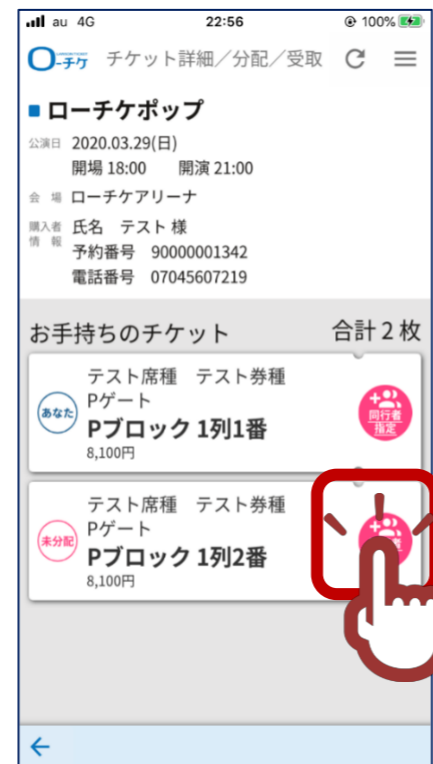 au 4G 22:56 100%
ローチケ チケット詳細／分配／受取
ローチケポップ
公演日 2020.03.29(日)
開場 18:00 開演 21:00
会 場 ローチケアリーナ
購入者情 報 氏名 テスト 様
予約番号 90000001342
電話番号 07045607219
お手持ちのチケット 合計 2 枚
テスト席種 テスト券種
あなた Pゲート
Pブロック 1列1番
8,100円
同行者
指定
テスト席種 テスト券種
未分配 Pゲート
Pブロック 1列2番
8,100円